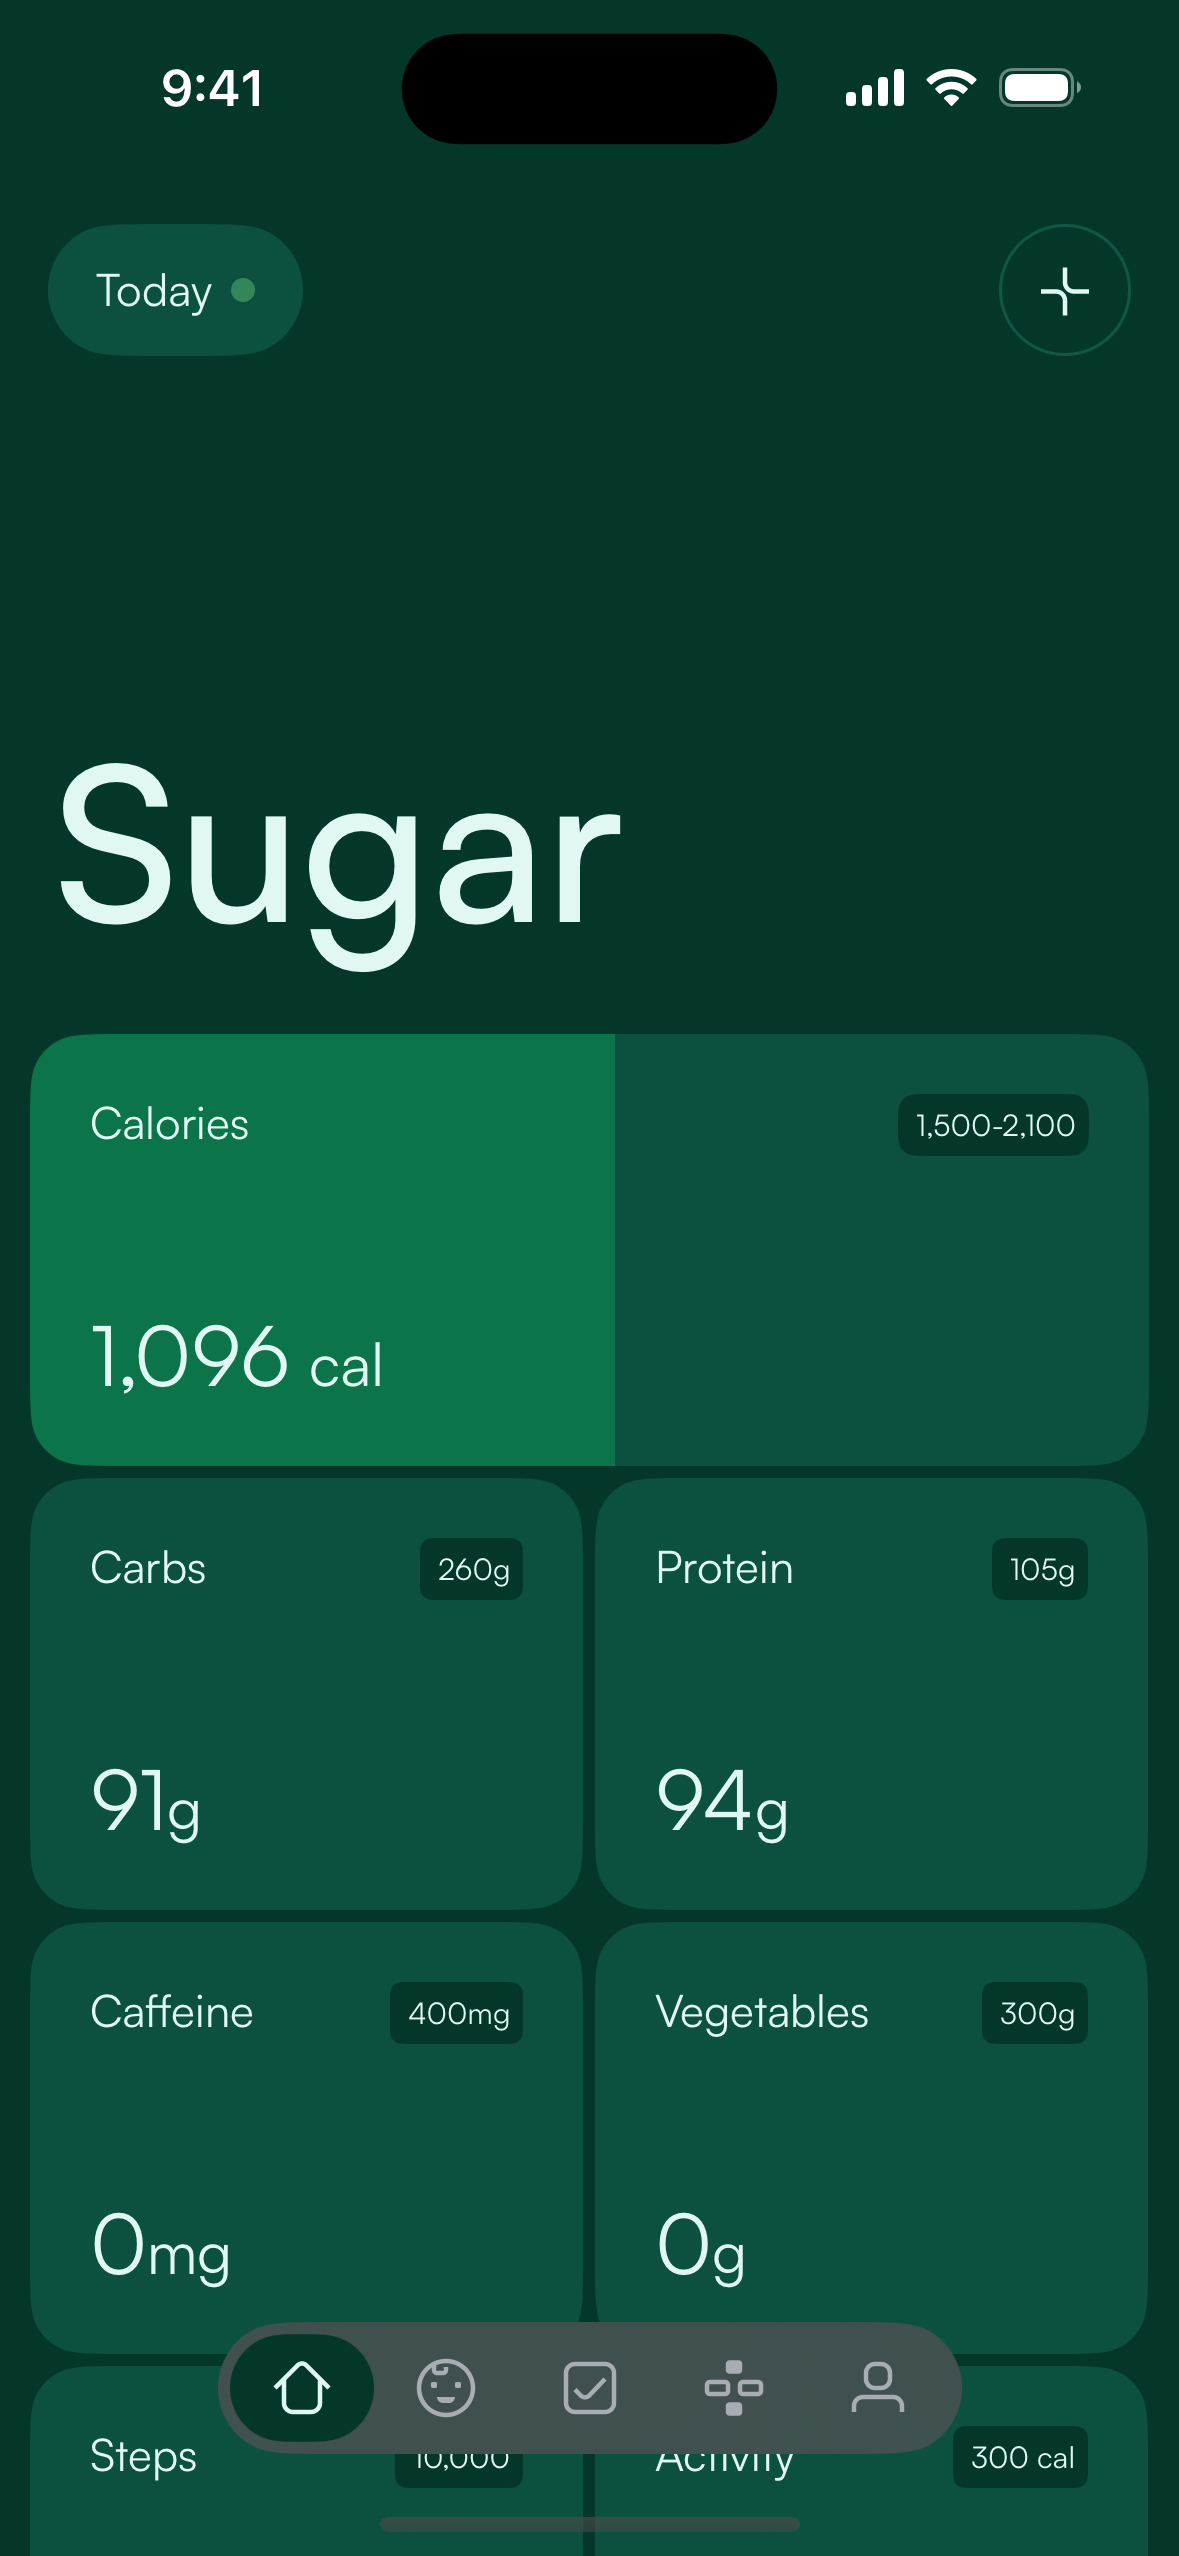 9:41
Today
Sugar
Calories 1,500-2,100
1,096 cal
Carbs 260g
Protein 105g
91g
94g
Caffeine 400mg
Vegetables 300g
0mg
0g
Steps 10,000
Activity 300 cal